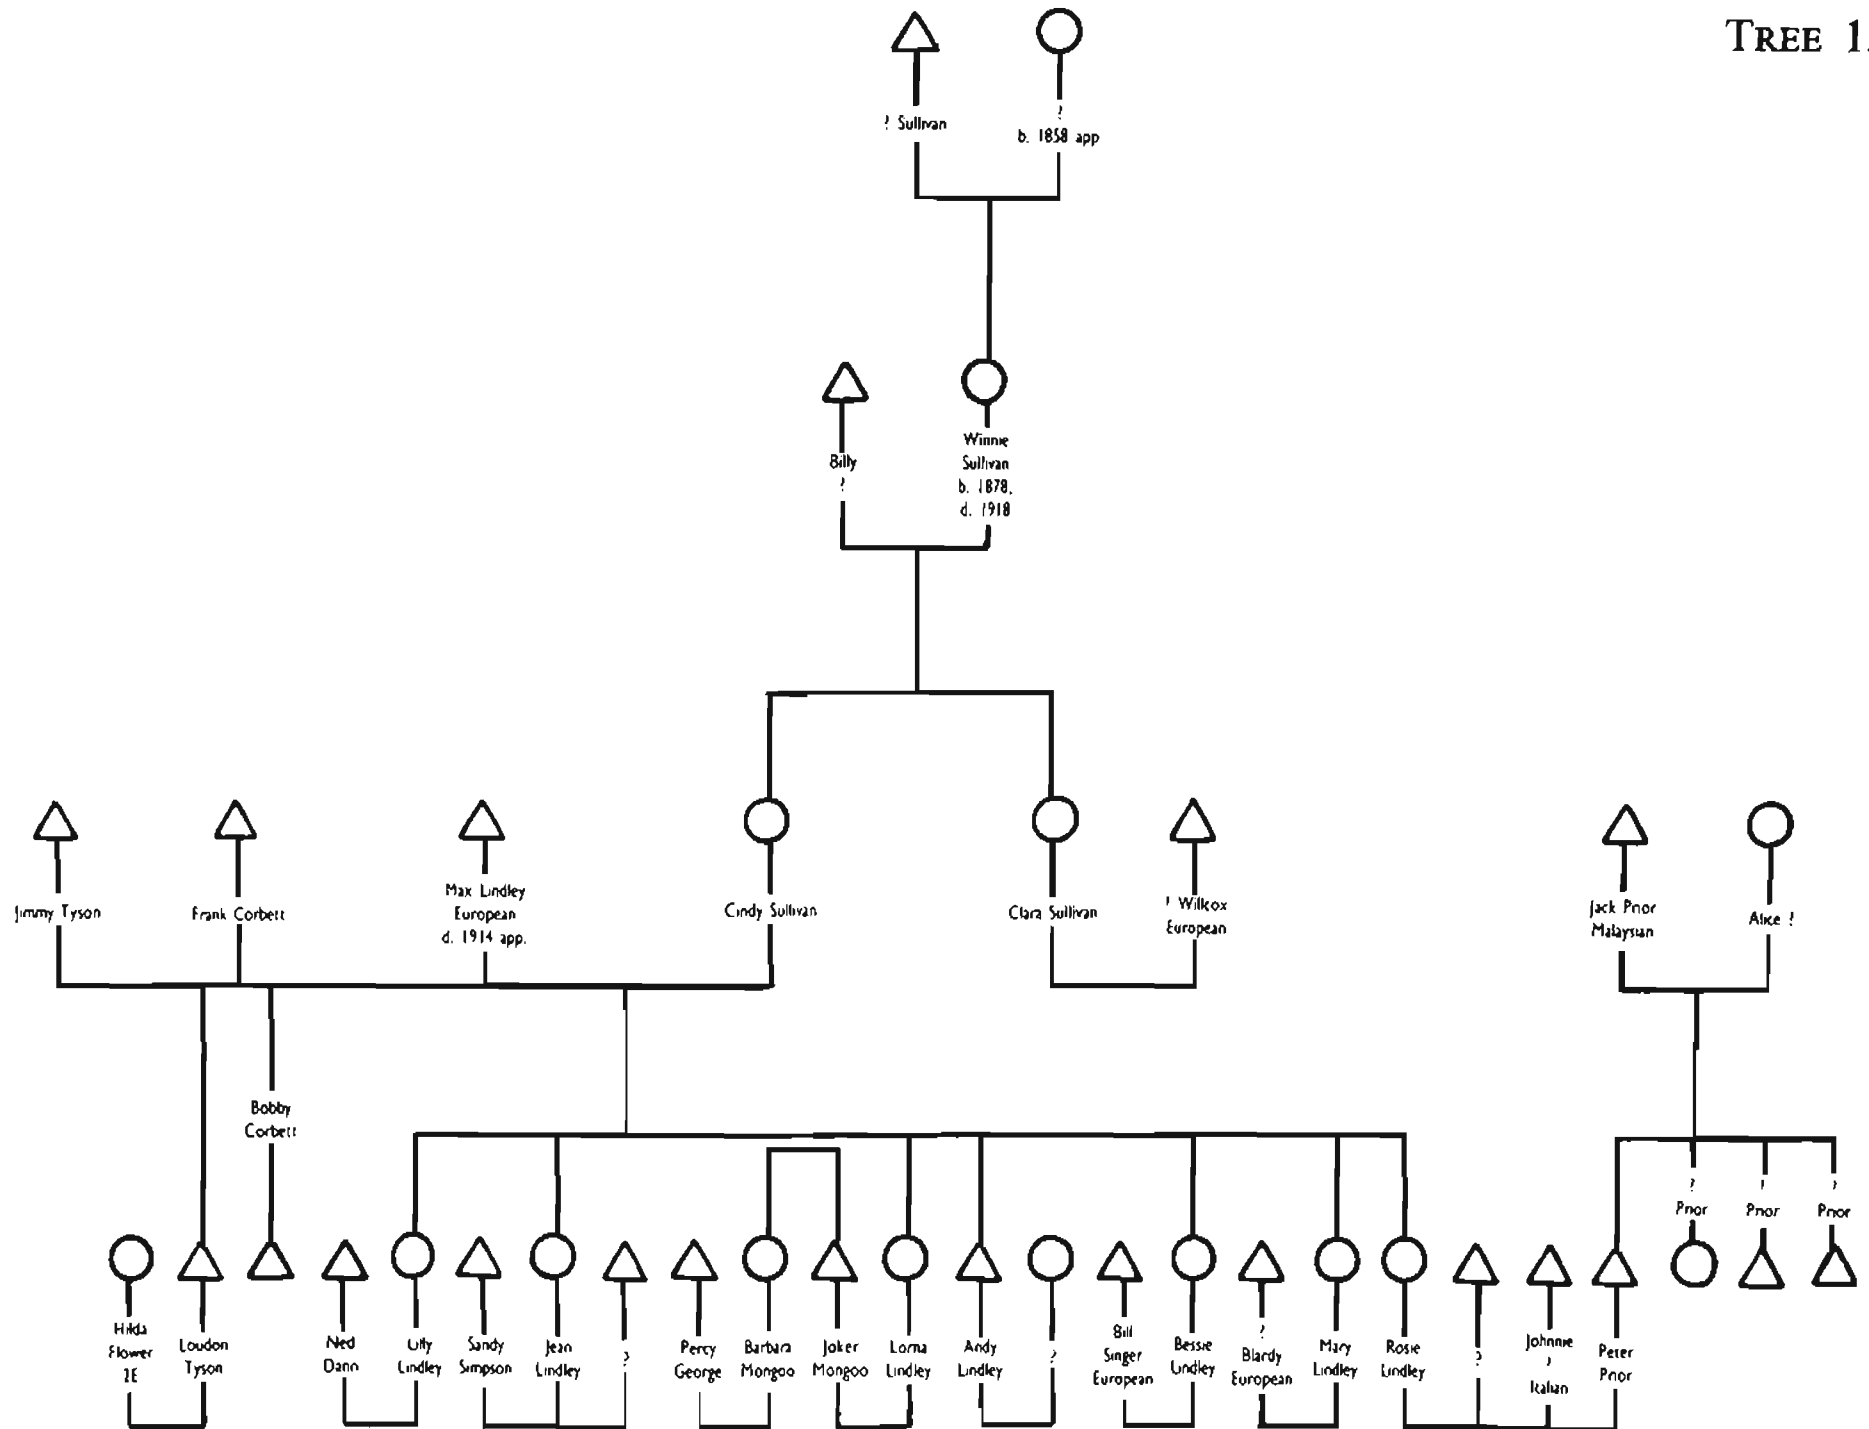 TREE 1.
? Sullivan
?
b. 1858 app
Billy
?
Winnie
Sullivan
b. 1878,
d. 1918
Jimmy Tyson
Frank Corbett
Max Lindley
European
d. 1914 app.
Cindy Sullivan
Clara Sullivan
? Willcox
European
Jack Prior
Malaysian
Alice ?
Bobby
Corbett
?
Prior
?
Prior
?
Prior
Hilda
Flower
2E
Loudon
Tyson
Ned
Dann
Lilly
Lindley
Sandy
Simpson
Jean
Lindley
?
Percy
George
Barbara
Mongoo
Joker
Mongoo
Lorna
Lindley
Andy
Lindley
?
Bill
Singer
European
Bessie
Lindley
?
Blardy
European
Mary
Lindley
Rosie
Lindley
?
Johnnie
?
Italian
Peter
Prior